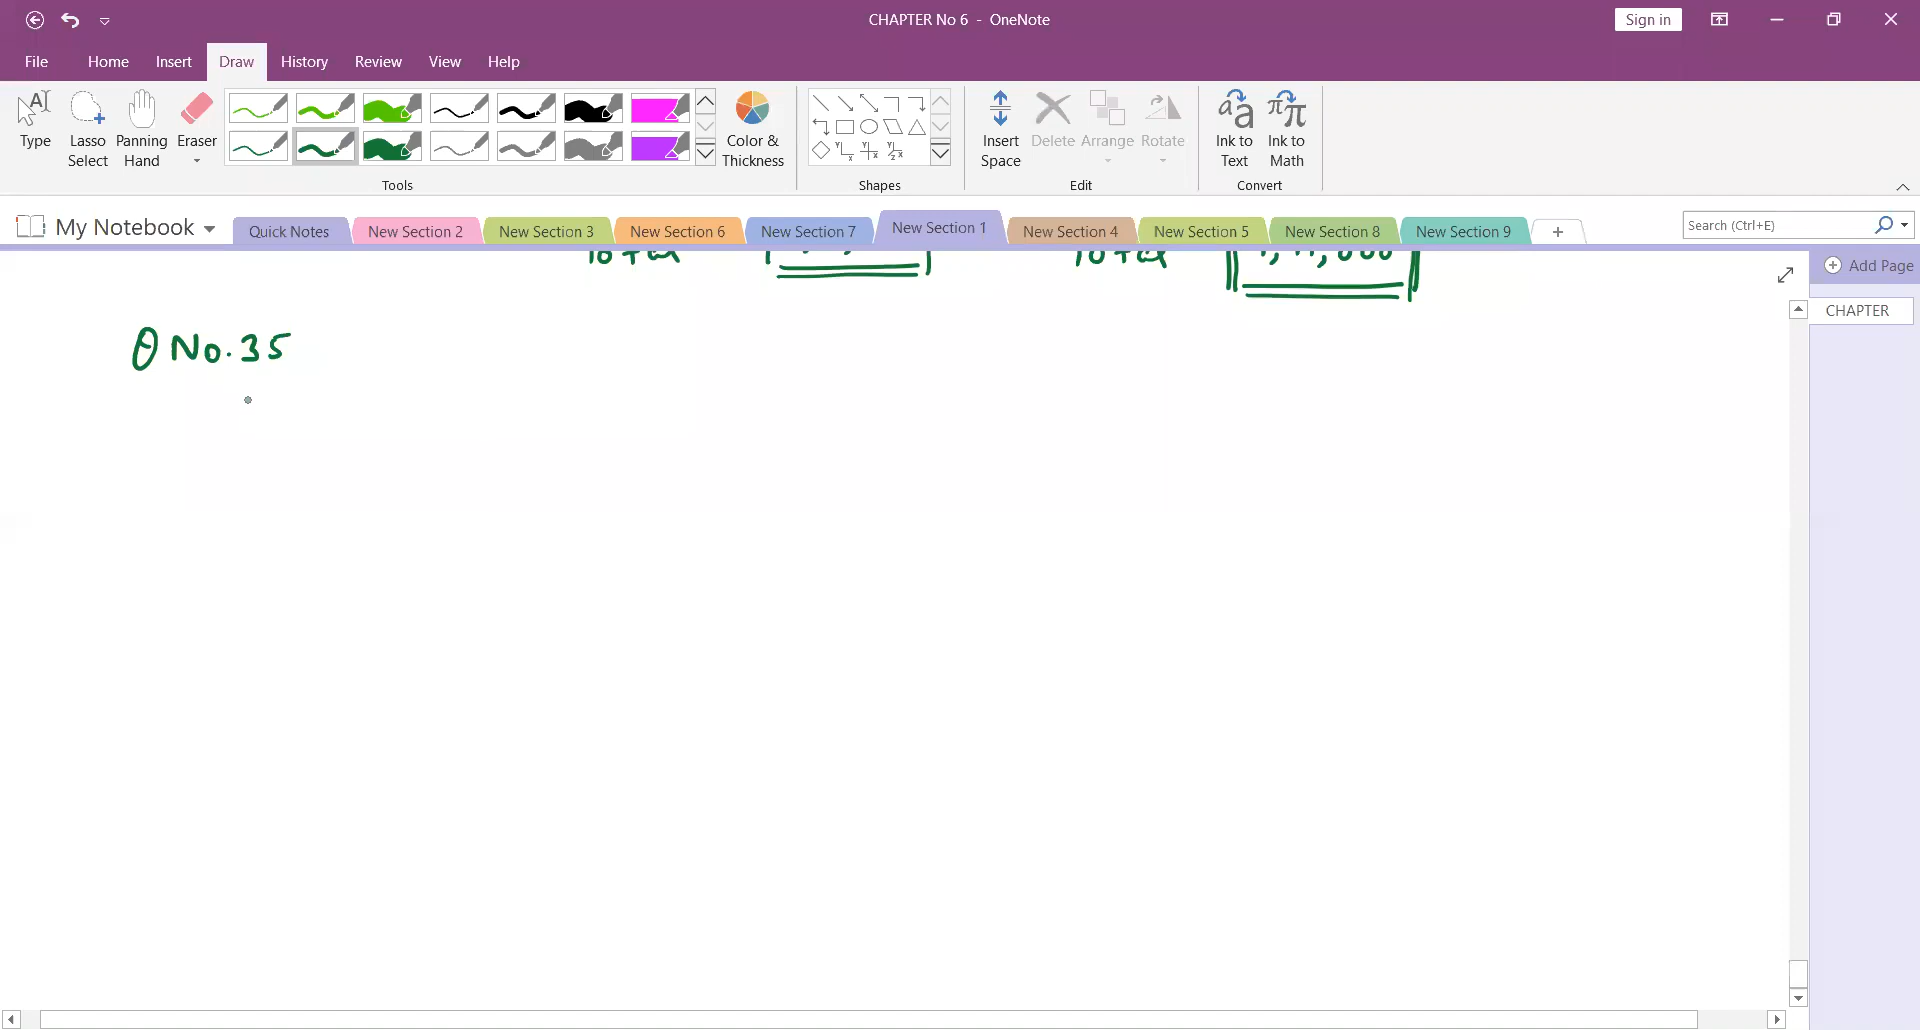 CHAPTER No 6 - OneNote
Sign in
File Home Insert Draw History Review View Help
Type
Lasso Select
Panning Hand
Eraser
Color & Thickness
Insert Space
Delete
Arrange
Rotate
Ink to Text
Ink to Math
Tools
Shapes
Edit
Convert
My Notebook
Quick Notes
New Section 2
New Section 3
New Section 6
New Section 7
New Section 1
New Section 4
New Section 5
New Section 8
New Section 9
Search (Ctrl+E)
Add Page
CHAPTER
Q No. 35